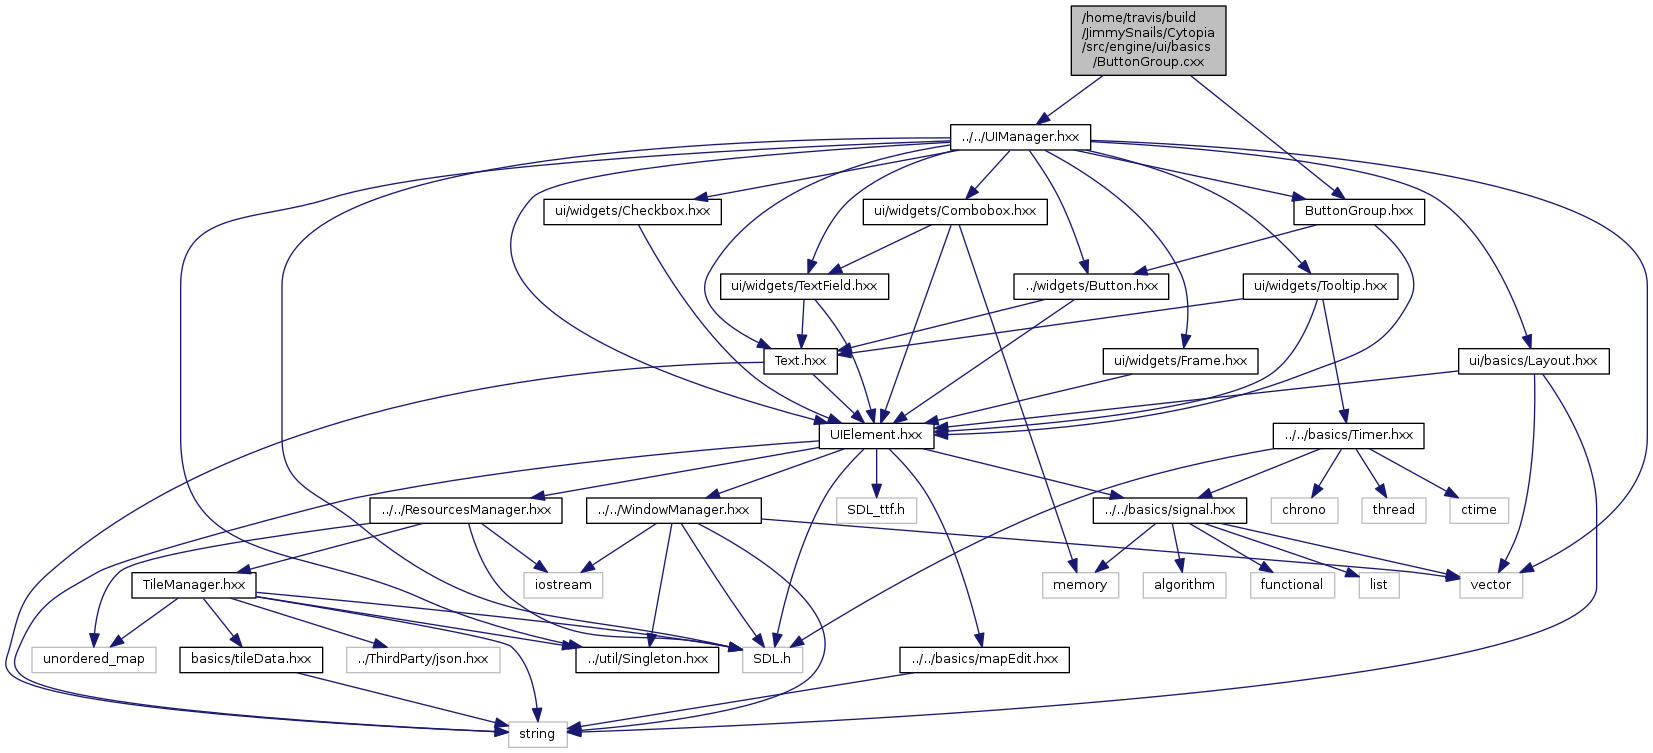 /home/travis/build
/JimmySnails/Cytopia
/src/engine/ui/basics
/ButtonGroup.cxx
../../UIManager.hxx
ui/widgets/Checkbox.hxx
ui/widgets/Combobox.hxx
ButtonGroup.hxx
ui/widgets/TextField.hxx
../widgets/Button.hxx
ui/widgets/Tooltip.hxx
Text.hxx
ui/widgets/Frame.hxx
ui/basics/Layout.hxx
UIElement.hxx
../../basics/Timer.hxx
../../ResourcesManager.hxx
../../WindowManager.hxx
SDL_ttf.h
../../basics/signal.hxx
chrono
thread
ctime
TileManager.hxx
iostream
memory
algorithm
functional
list
vector
unordered_map
basics/tileData.hxx
../ThirdParty/json.hxx
../util/Singleton.hxx
SDL.h
../../basics/mapEdit.hxx
string